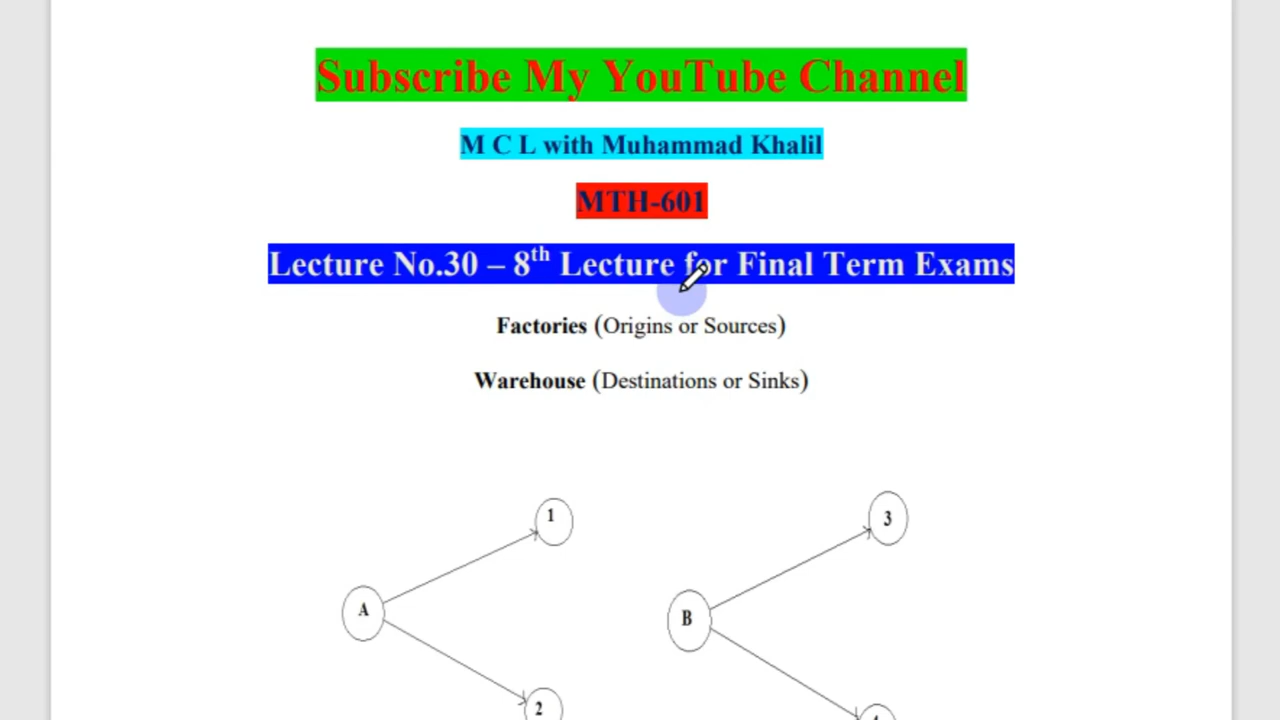 Subscribe My YouTube Channel
M C L with Muhammad Khalil
MTH-601
Lecture No.30 – 8th Lecture for Final Term Exams
Factories (Origins or Sources)
Warehouse (Destinations or Sinks)
1
3
A
B
2